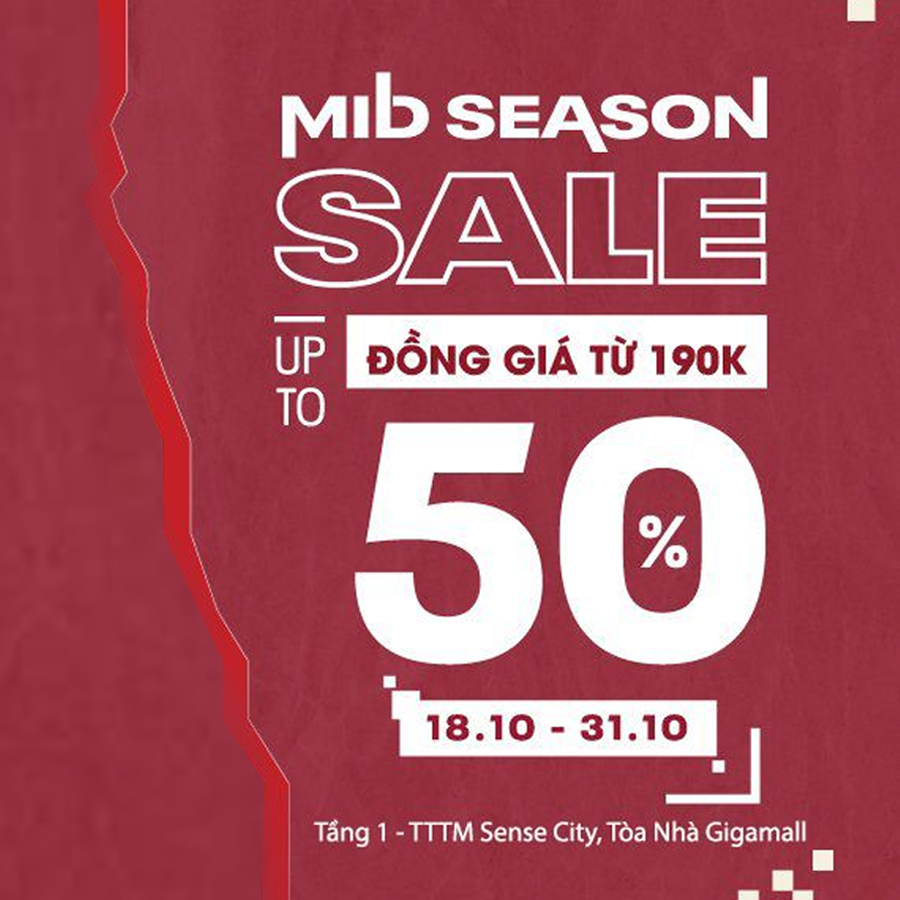 MID SEASON
SALE
UP TO
ĐỒNG GIÁ TỪ 190K
50%
18.10 - 31.10
Tầng 1 - TTTM Sense City, Tòa Nhà Gigamall